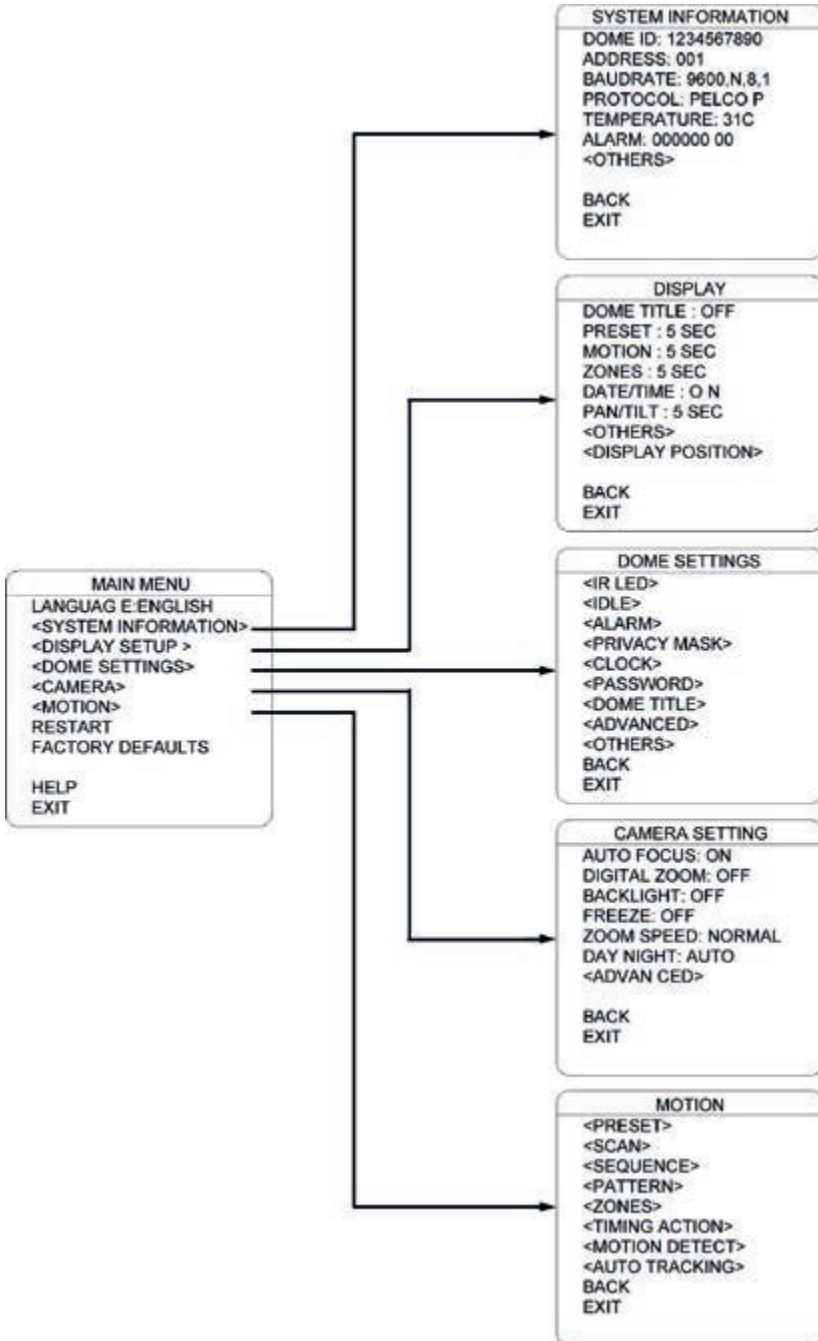 SYSTEM INFORMATION
DOME ID: 1234567890
ADDRESS: 001
BAUDRATE: 9600,N,8,1
PROTOCOL: PELCO P
TEMPERATURE: 31C
ALARM: 000000 00
<OTHERS>
BACK
EXIT
DISPLAY
DOME TITLE : OFF
PRESET : 5 SEC
MOTION : 5 SEC
ZONES : 5 SEC
DATE/TIME : O N
PAN/TILT : 5 SEC
<OTHERS>
<DISPLAY POSITION>
BACK
EXIT
MAIN MENU
LANGUAG E:ENGLISH
<SYSTEM INFORMATION>
<DISPLAY SETUP >
<DOME SETTINGS>
<CAMERA>
<MOTION>
RESTART
FACTORY DEFAULTS
HELP
EXIT
DOME SETTINGS
<IR LED>
<IDLE>
<ALARM>
<PRIVACY MASK>
<CLOCK>
<PASSWORD>
<DOME TITLE>
<ADVANCED>
<OTHERS>
BACK
EXIT
CAMERA SETTING
AUTO FOCUS: ON
DIGITAL ZOOM: OFF
BACKLIGHT: OFF
FREEZE: OFF
ZOOM SPEED: NORMAL
DAY NIGHT: AUTO
<ADVAN CED>
BACK
EXIT
MOTION
<PRESET>
<SCAN>
<SEQUENCE>
<PATTERN>
<ZONES>
<TIMING ACTION>
<MOTION DETECT>
<AUTO TRACKING>
BACK
EXIT